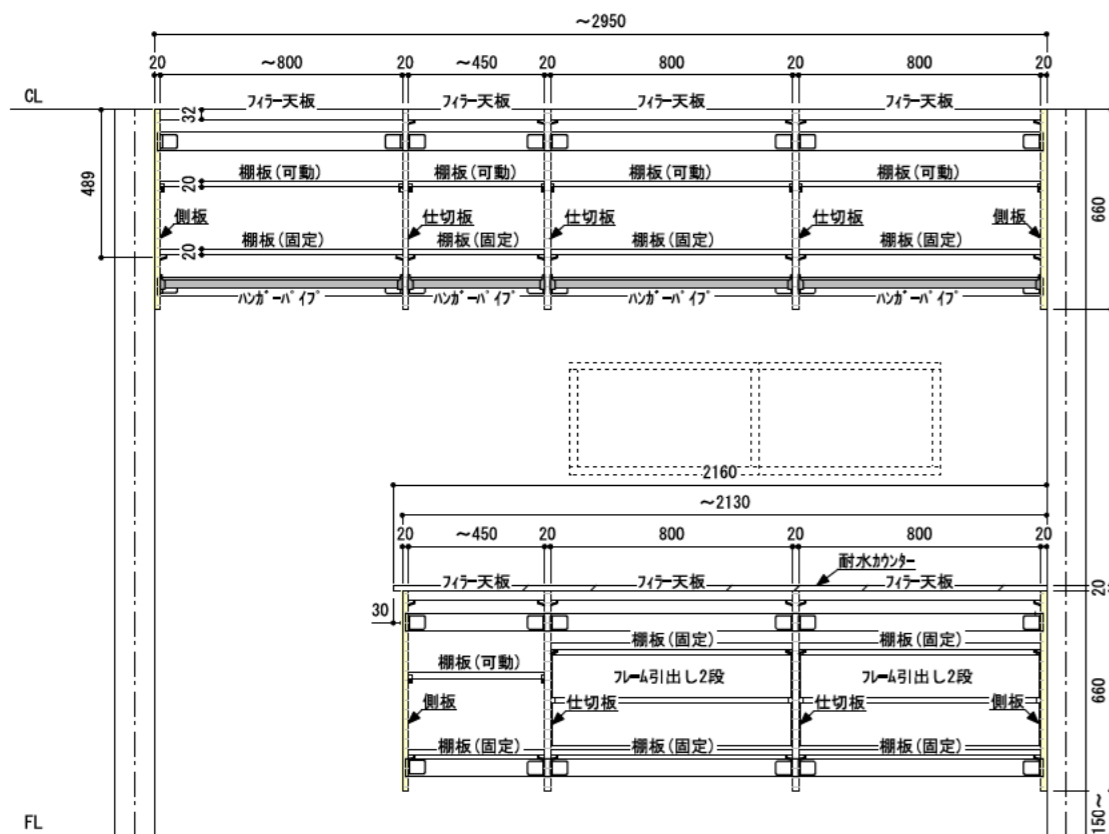 ～2950
20 ～800 20 ～450 20 800 20 800 20
CL
フィラー天板 フィラー天板 フィラー天板 フィラー天板
32
棚板(可動) 棚板(可動) 棚板(可動) 棚板(可動)
489
20
660
側板 仕切板 仕切板 仕切板 側板
棚板(固定) 棚板(固定) 棚板(固定) 棚板(固定)
20
ハンガーパイプ ハンガーパイプ ハンガーパイプ ハンガーパイプ
2160
～2130
20 ～450 20 800 20 800 20
耐水カウンター
フィラー天板 フィラー天板 フィラー天板
20
30
棚板(固定) 棚板(固定)
棚板(可動)
フレーム引出し2段 フレーム引出し2段
660
側板 仕切板 仕切板 側板
棚板(固定) 棚板(固定) 棚板(固定)
150～
FL